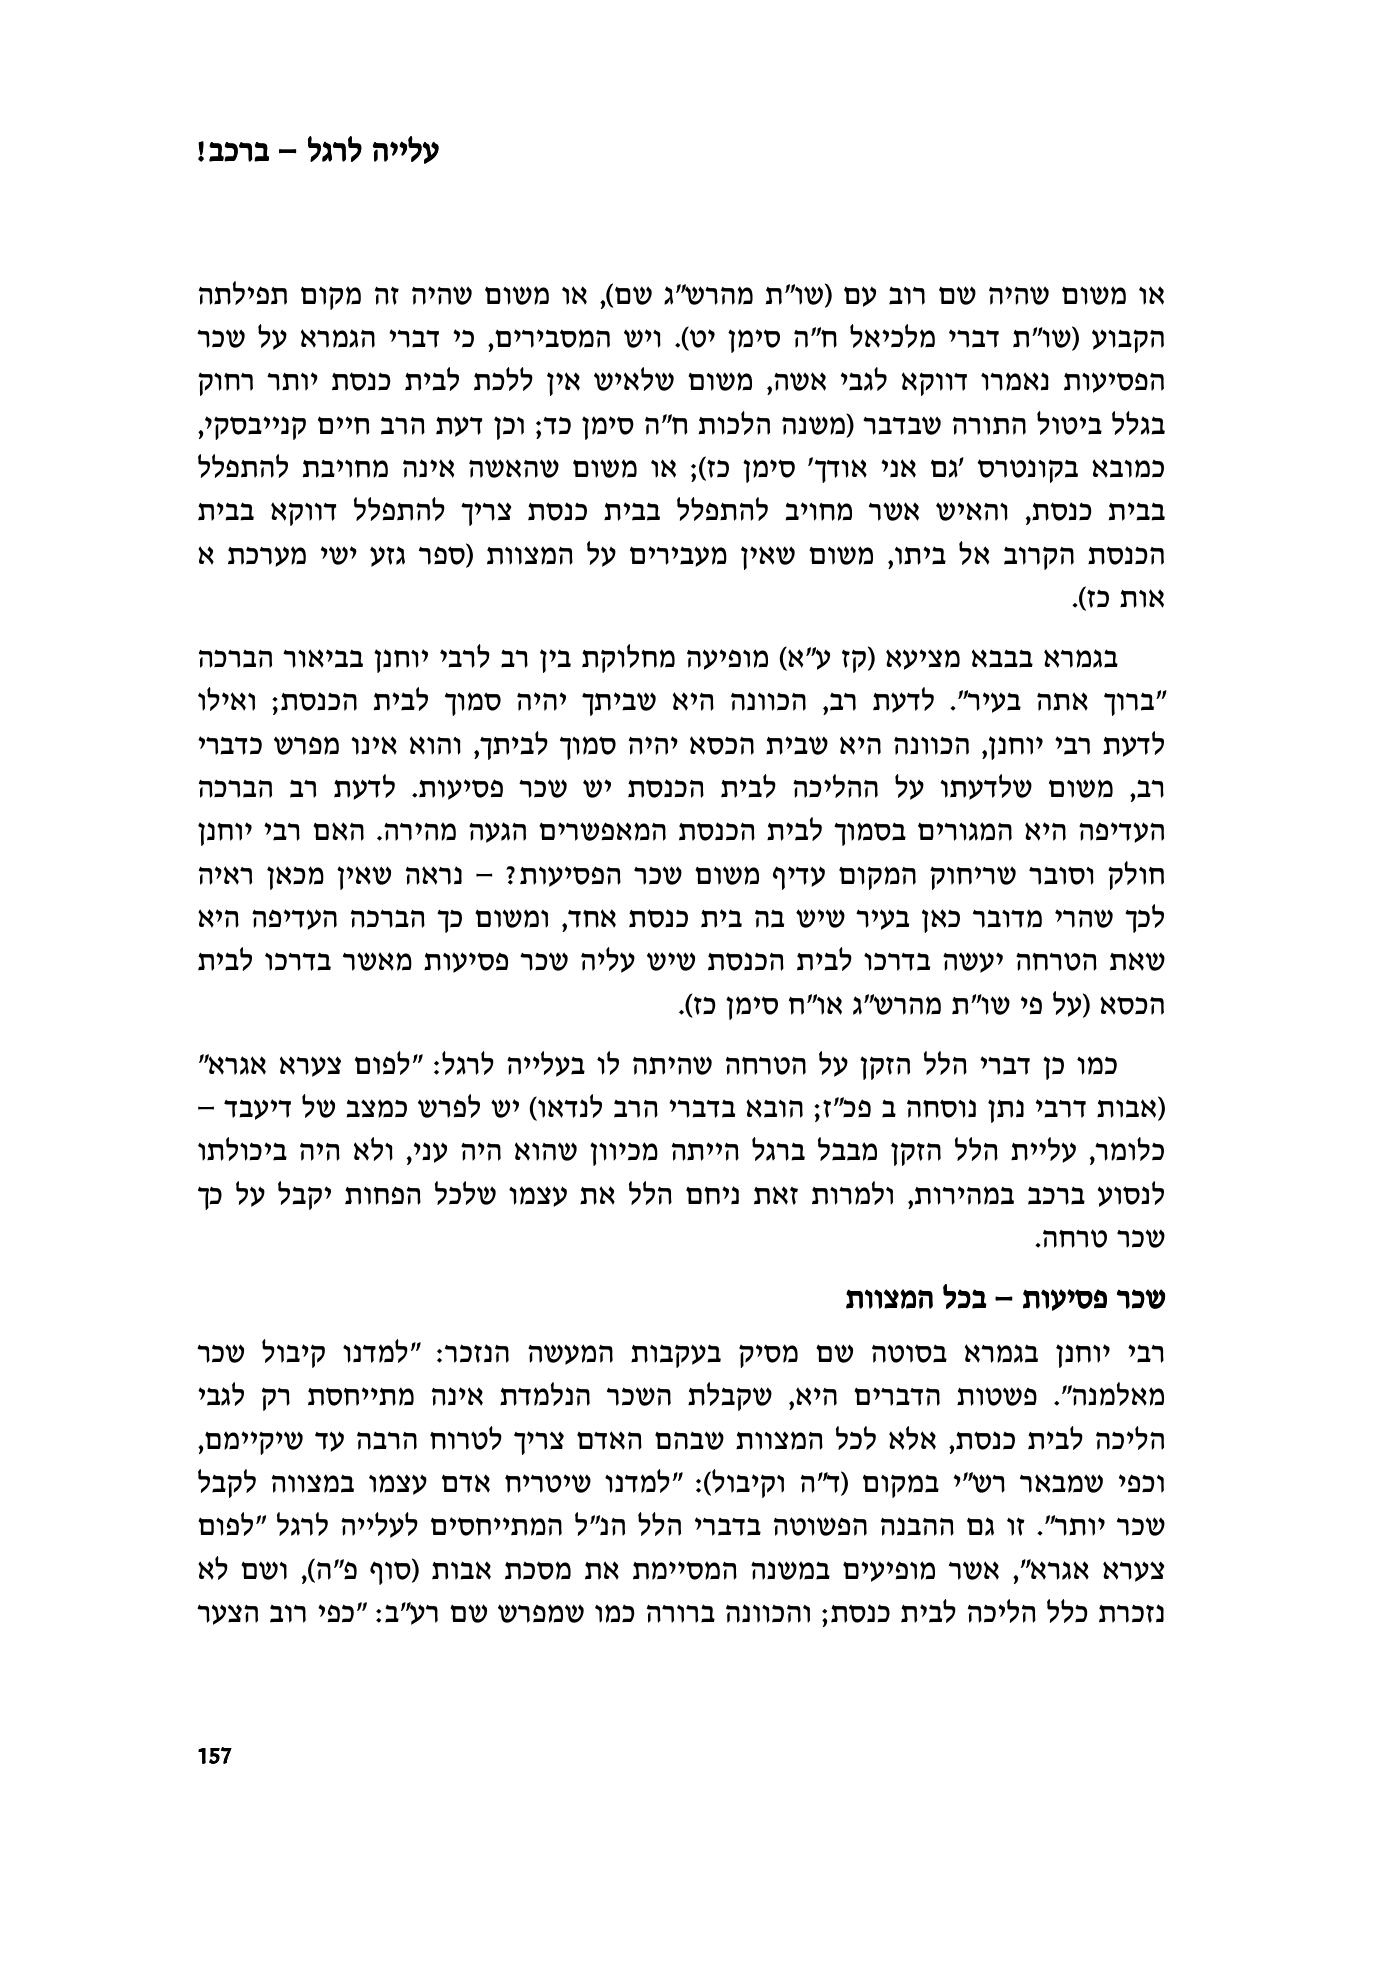 עלייה לרגל – ברכב!
או משום שהיה שם רוב עם (שו"ת מהרש"ג שם), או משום שהיה זה מקום תפילתה
הקבוע (שו"ת דברי מלכיאל ח"ה סימן יט). ויש המסבירים, כי דברי הגמרא על שכר
הפסיעות נאמרו דווקא לגבי אשה, משום שלאיש אין ללכת לבית כנסת יותר רחוק
בגלל ביטול התורה שבדבר (משנה הלכות ח"ה סימן כד; וכן דעת הרב חיים קנייבסקי,
כמובא בקונטרס 'גם אני אודך' סימן כז); או משום שהאשה אינה מחויבת להתפלל
בבית כנסת, והאיש אשר מחויב להתפלל בבית כנסת צריך להתפלל דווקא בבית
הכנסת הקרוב אל ביתו, משום שאין מעבירים על המצוות (ספר גזע ישי מערכת א
אות כז).
בגמרא בבבא מציעא (קז ע"א) מופיעה מחלוקת בין רב לרבי יוחנן בביאור הברכה
"ברוך אתה בעיר". לדעת רב, הכוונה היא שביתך יהיה סמוך לבית הכנסת; ואילו
לדעת רבי יוחנן, הכוונה היא שבית הכסא יהיה סמוך לביתך, והוא אינו מפרש כדברי
רב, משום שלדעתו על ההליכה לבית הכנסת יש שכר פסיעות. לדעת רב הברכה
העדיפה היא המגורים בסמוך לבית הכנסת המאפשרים הגעה מהירה. האם רבי יוחנן
חולק וסובר שריחוק המקום עדיף משום שכר הפסיעות? – נראה שאין מכאן ראיה
לכך שהרי מדובר כאן בעיר שיש בה בית כנסת אחד, ומשום כך הברכה העדיפה היא
שאת הטרחה יעשה בדרכו לבית הכנסת שיש עליה שכר פסיעות מאשר בדרכו לבית
הכסא (על פי שו"ת מהרש"ג או"ח סימן כז).
כמו כן דברי הלל הזקן על הטרחה שהיתה לו בעלייה לרגל: "לפום צערא אגרא"
(אבות דרבי נתן נוסחה ב פכ"ז; הובא בדברי הרב לנדאו) יש לפרש כמצב של דיעבד –
כלומר, עליית הלל הזקן מבבל ברגל הייתה מכיוון שהוא היה עני, ולא היה ביכולתו
לנסוע ברכב במהירות, ולמרות זאת ניחם הלל את עצמו שלכל הפחות יקבל על כך
שכר טרחה.
שכר פסיעות – בכל המצוות
רבי יוחנן בגמרא בסוטה שם מסיק בעקבות המעשה הנזכר: "למדנו קיבול שכר
מאלמנה". פשטות הדברים היא, שקבלת השכר הנלמדת אינה מתייחסת רק לגבי
הליכה לבית כנסת, אלא לכל המצוות שבהם האדם צריך לטרוח הרבה עד שיקיימם,
וכפי שמבאר רש"י במקום (ד"ה וקיבול): "למדנו שיטריח אדם עצמו במצווה לקבל
שכר יותר". זו גם ההבנה הפשוטה בדברי הלל הנ"ל המתייחסים לעלייה לרגל "לפום
צערא אגרא", אשר מופיעים במשנה המסיימת את מסכת אבות (סוף פ"ה), ושם לא
נזכרת כלל הליכה לבית כנסת; והכוונה ברורה כמו שמפרש שם רע"ב: "כפי רוב הצער
157